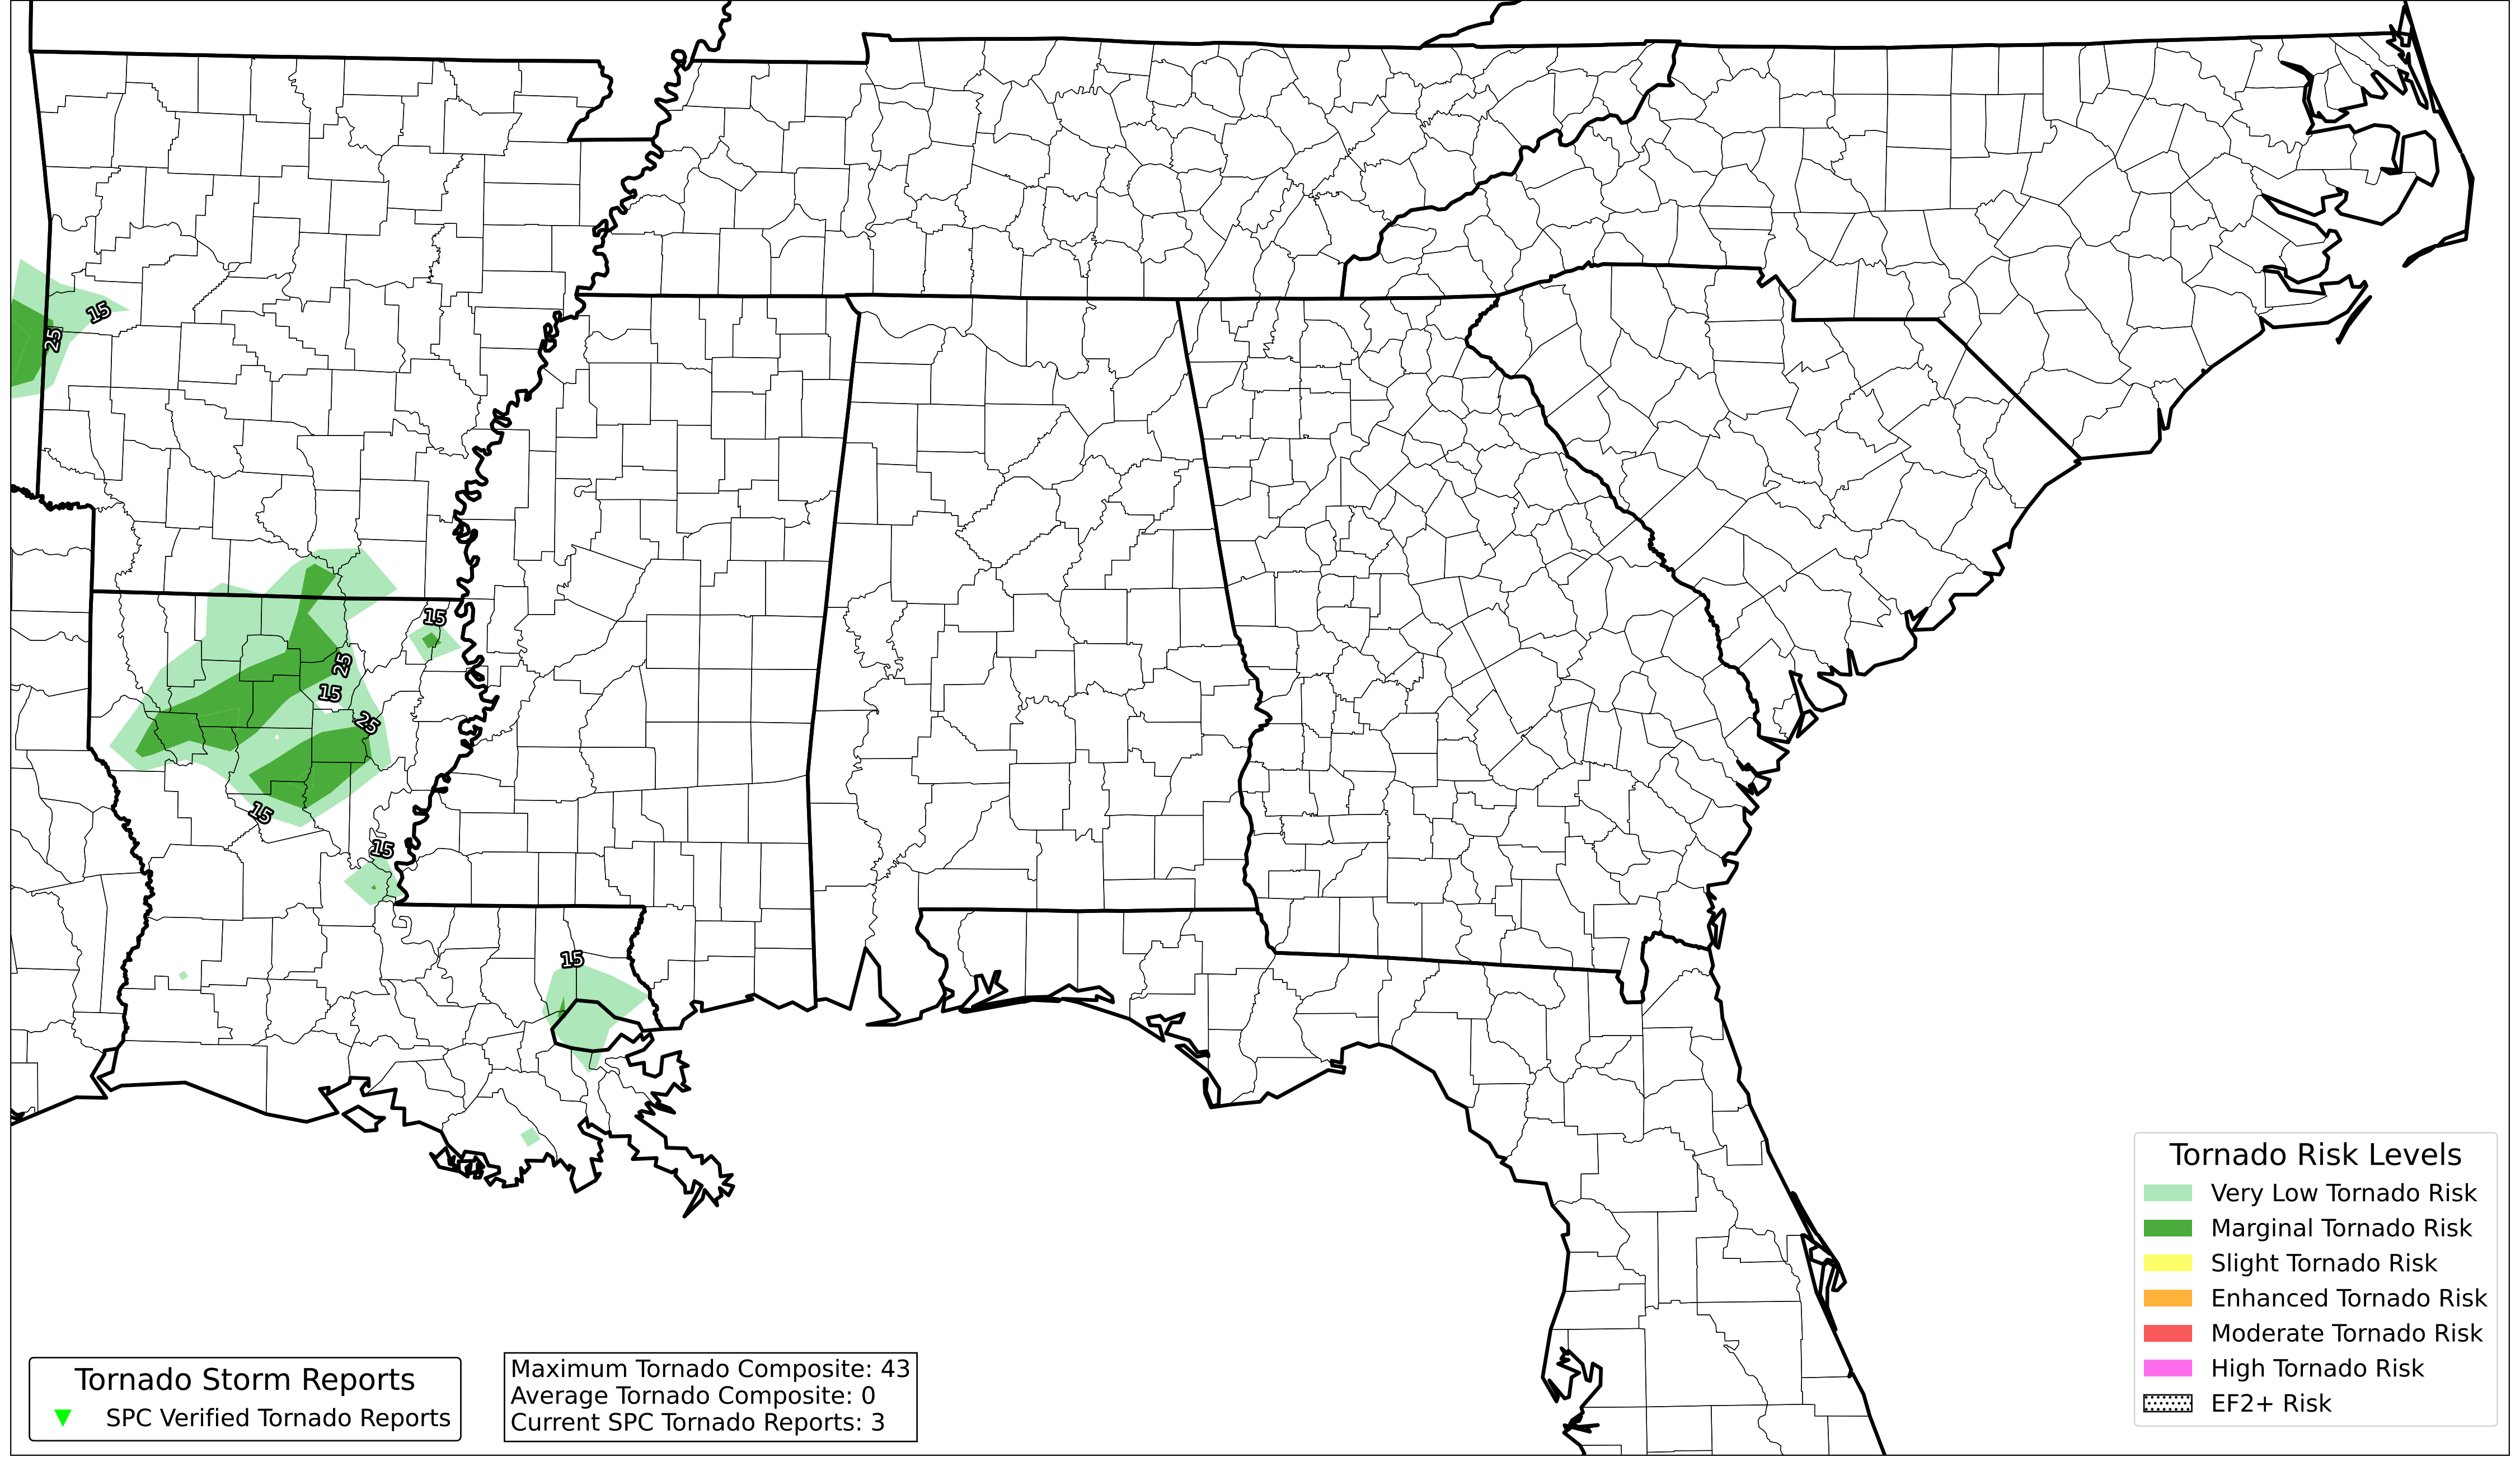 15
25
15
25
15
25
15
15
15
Tornado Risk Levels
Very Low Tornado Risk
Marginal Tornado Risk
Slight Tornado Risk
Enhanced Tornado Risk
Moderate Tornado Risk
High Tornado Risk
EF2+ Risk
Tornado Storm Reports
SPC Verified Tornado Reports
Maximum Tornado Composite: 43
Average Tornado Composite: 0
Current SPC Tornado Reports: 3